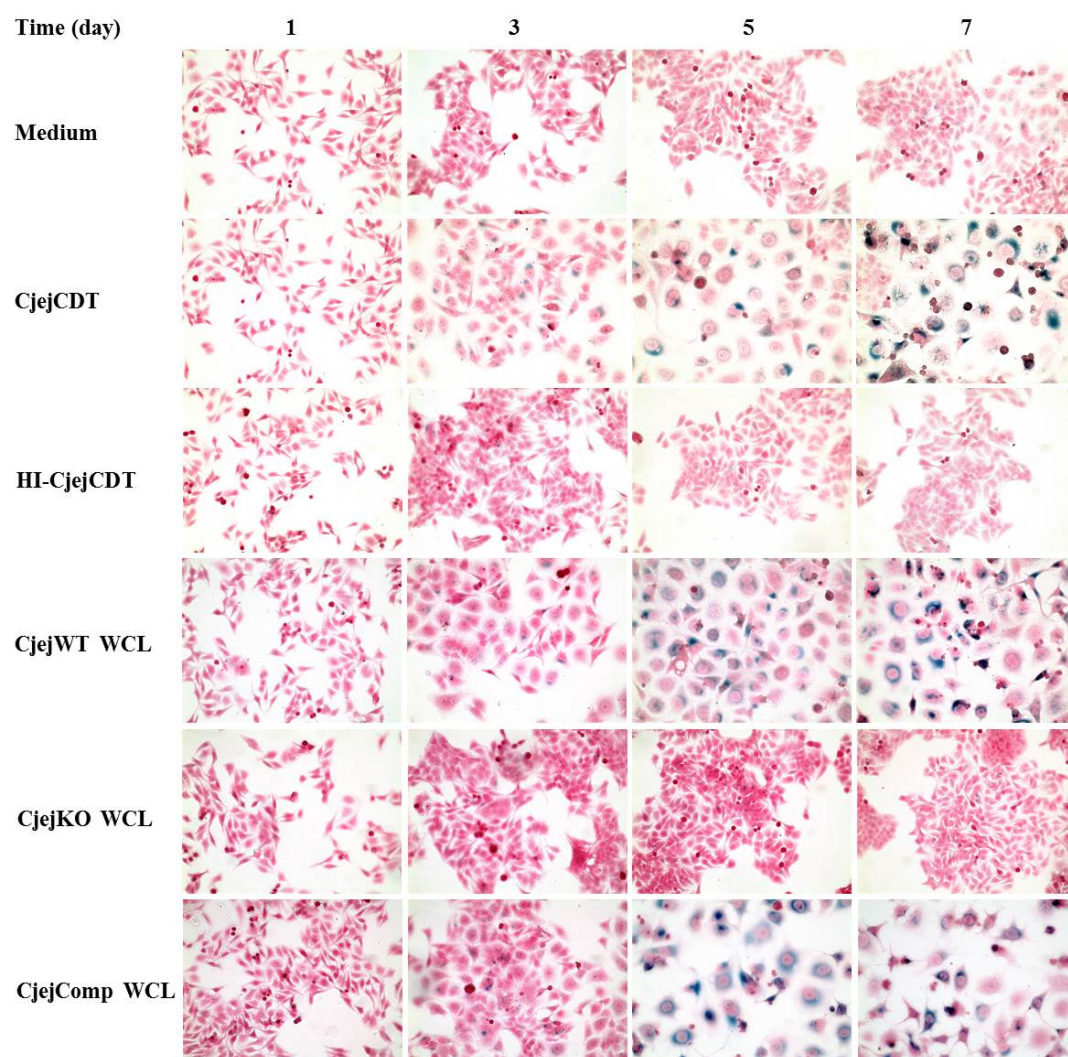 Time (day) 1 3 5 7
Medium
CjejCDT
HI-CjejCDT
CjejWT WCL
CjejKO WCL
CjejComp WCL